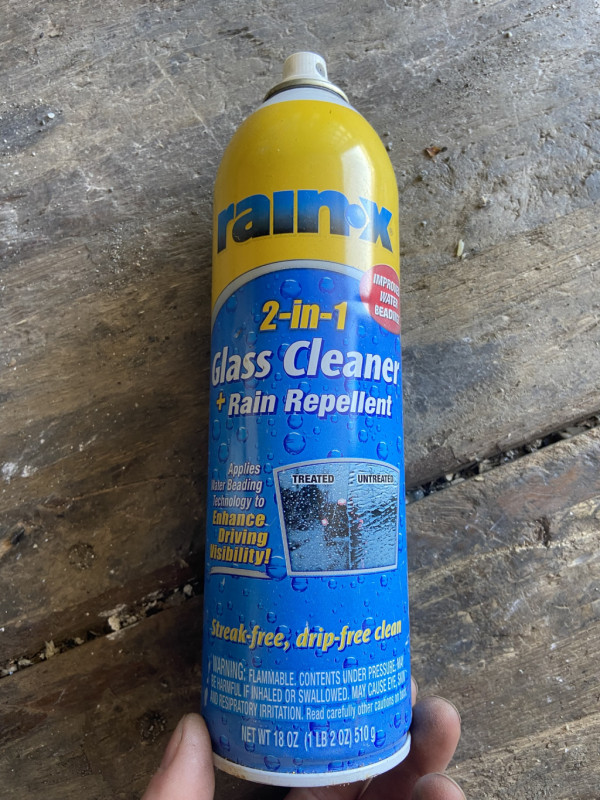 rain•x
IMPROVED
WATER
BEADING
2-in-1
Glass Cleaner
+ Rain Repellent
Applies
Water Beading
Technology to
Enhance
Driving
Visibility!
TREATED UNTREATED
Streak-free, drip-free clean
WARNING: FLAMMABLE. CONTENTS UNDER PRESSURE. MAY
BE HARMFUL IF INHALED OR SWALLOWED. MAY CAUSE EYE, SKIN
AND RESPIRATORY IRRITATION. Read carefully other cautions on
NET WT 18 OZ (1 LB 2 OZ) 510 g